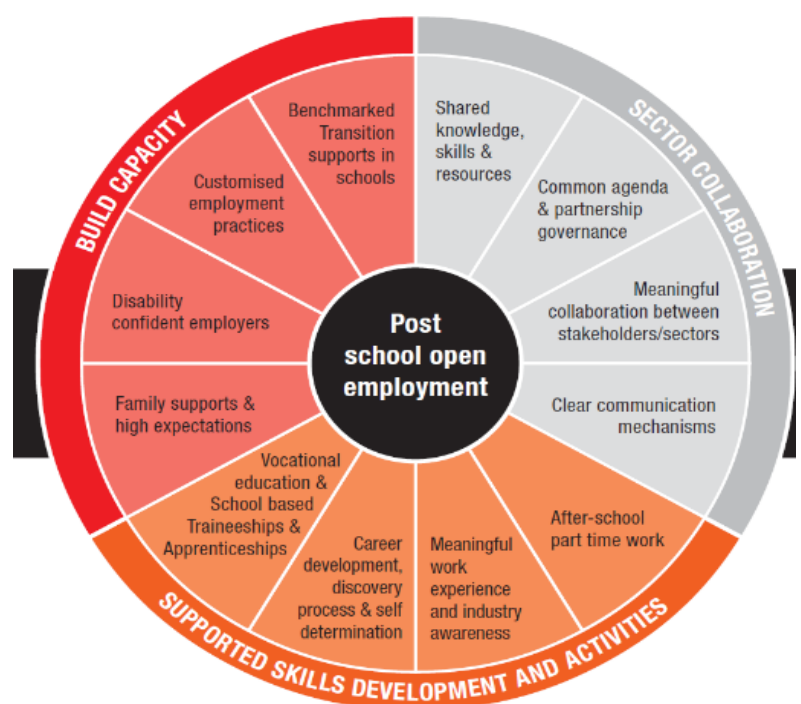 BUILD CAPACITY
Benchmarked
Transition
supports in
schools
Customised
employment
practices
Disability
confident employers
Family supports &
high expectations
SECTOR COLLABORATION
Shared
knowledge,
skills &
resources
Common agenda
& partnership
governance
Meaningful
collaboration between
stakeholders/sectors
Clear communication
mechanisms
Post
school open
employment
Vocational
education &
School based
Traineeships &
Apprenticeships
Career
development,
discovery
process & self
determination
Meaningful
work
experience
and industry
awareness
After-school
part time work
SUPPORTED SKILLS DEVELOPMENT AND ACTIVITIES